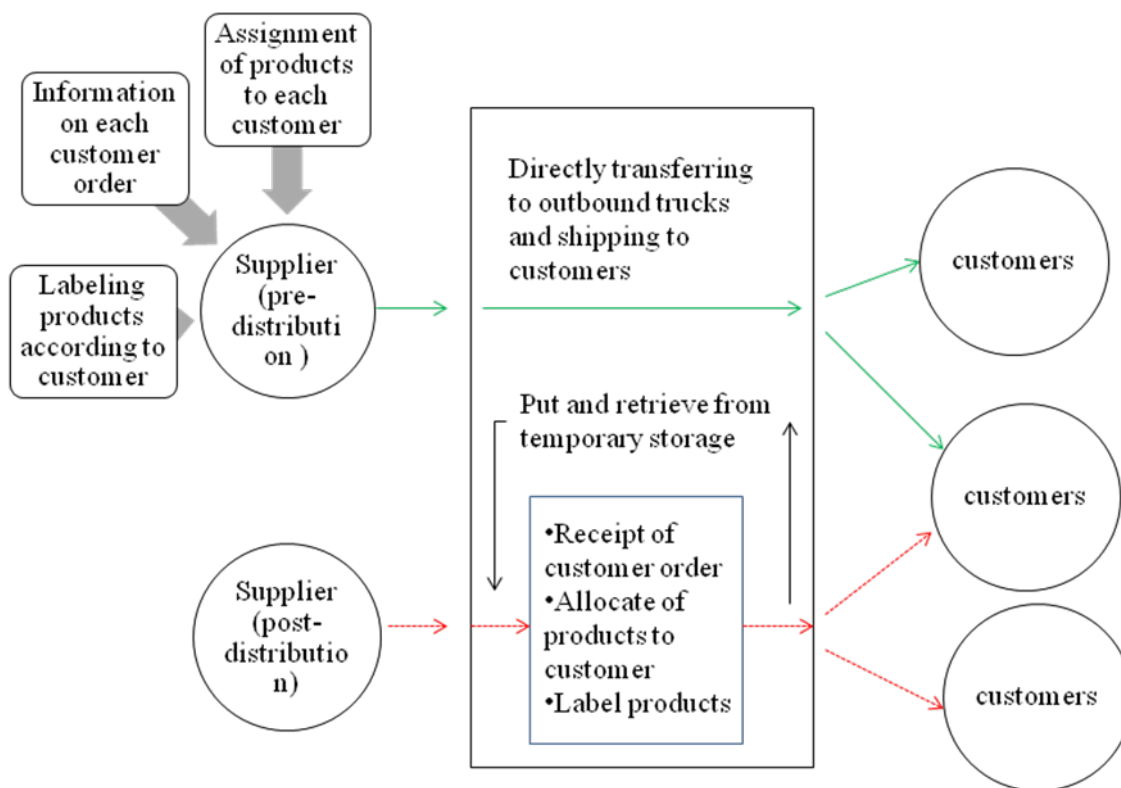 Assignment
of products
to each
customer
Information
on each
customer
order
Labeling
products
according to
customer
Supplier
(pre-
distributi
on )
Directly transferring
to outbound trucks
and shipping to
customers
customers
Put and retrieve from
temporary storage
customers
•Receipt of
customer order
•Allocate of
products to
customer
•Label products
Supplier
(post-
distributio
n)
customers